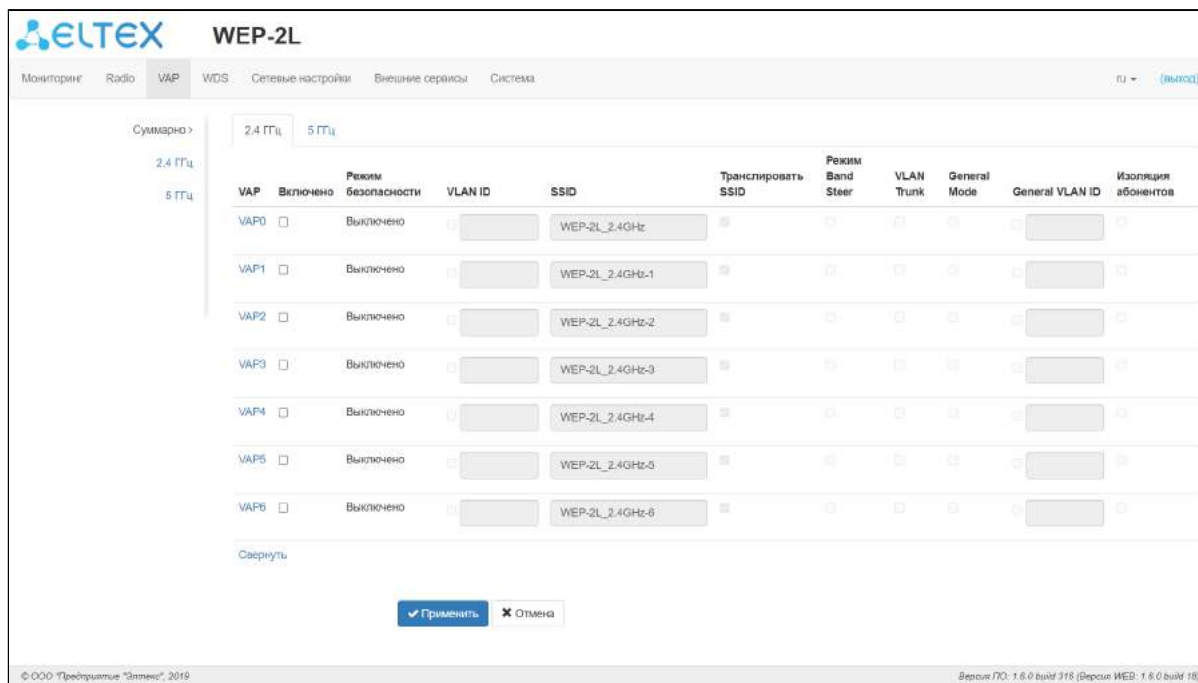 ELTEX WEP-2L
Мониторинг Radio VAP WDS Сетевые настройки Внешние сервисы Система ru (выход)
Суммарно >
2.4 ГГц
5 ГГц
2.4 ГГц 5 ГГц
VAP Включено Режим безопасности VLAN ID SSID Транслировать SSID Режим Band Steer VLAN Trunk General Mode General VLAN ID Изоляция абонентов
VAP0 Выключено WEP-2L_2.4GHz
VAP1 Выключено WEP-2L_2.4GHz-1
VAP2 Выключено WEP-2L_2.4GHz-2
VAP3 Выключено WEP-2L_2.4GHz-3
VAP4 Выключено WEP-2L_2.4GHz-4
VAP5 Выключено WEP-2L_2.4GHz-5
VAP6 Выключено WEP-2L_2.4GHz-6
Свернуть
Применить Отмена
© ООО "Предприятие "Элтекс", 2019 Версия ПО: 1.6.0 build 316 (Версия WEB: 1.6.0 build 18